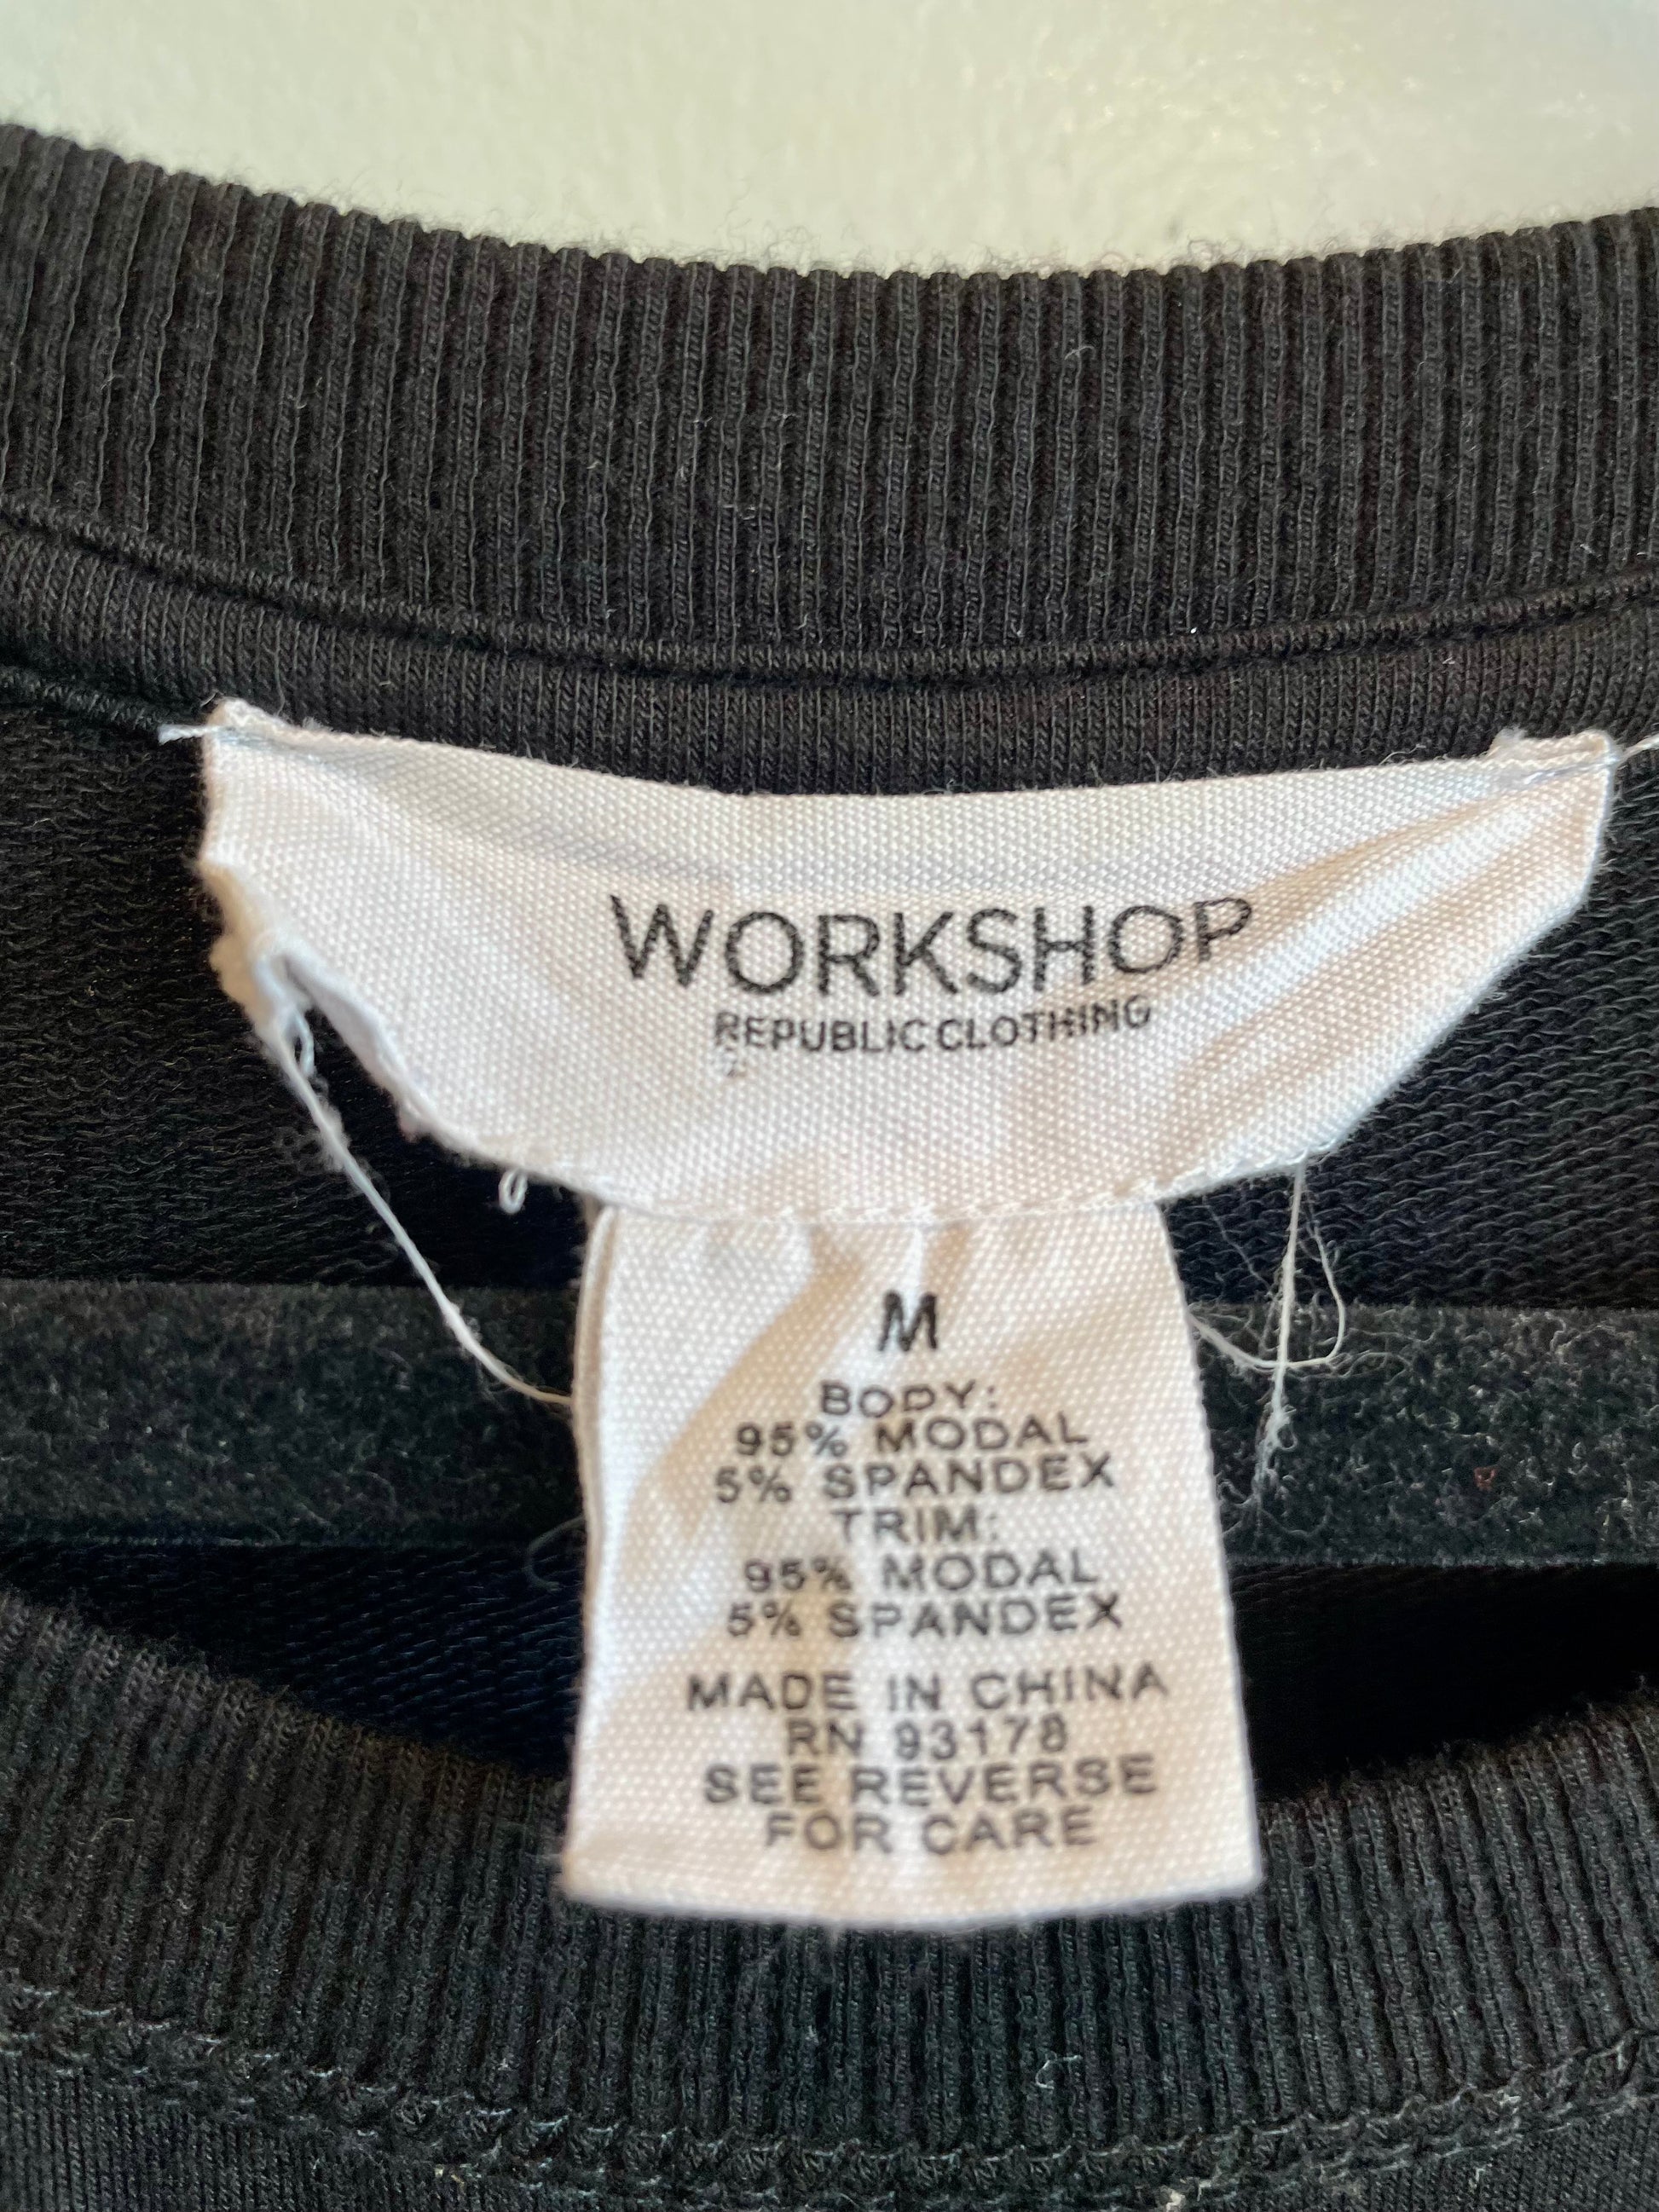 WORKSHOP
REPUBLIC CLOTHING
M
BODY:
95% MODAL
5% SPANDEX
TRIM:
95% MODAL
5% SPANDEX
MADE IN CHINA
RN 93178
SEE REVERSE
FOR CARE